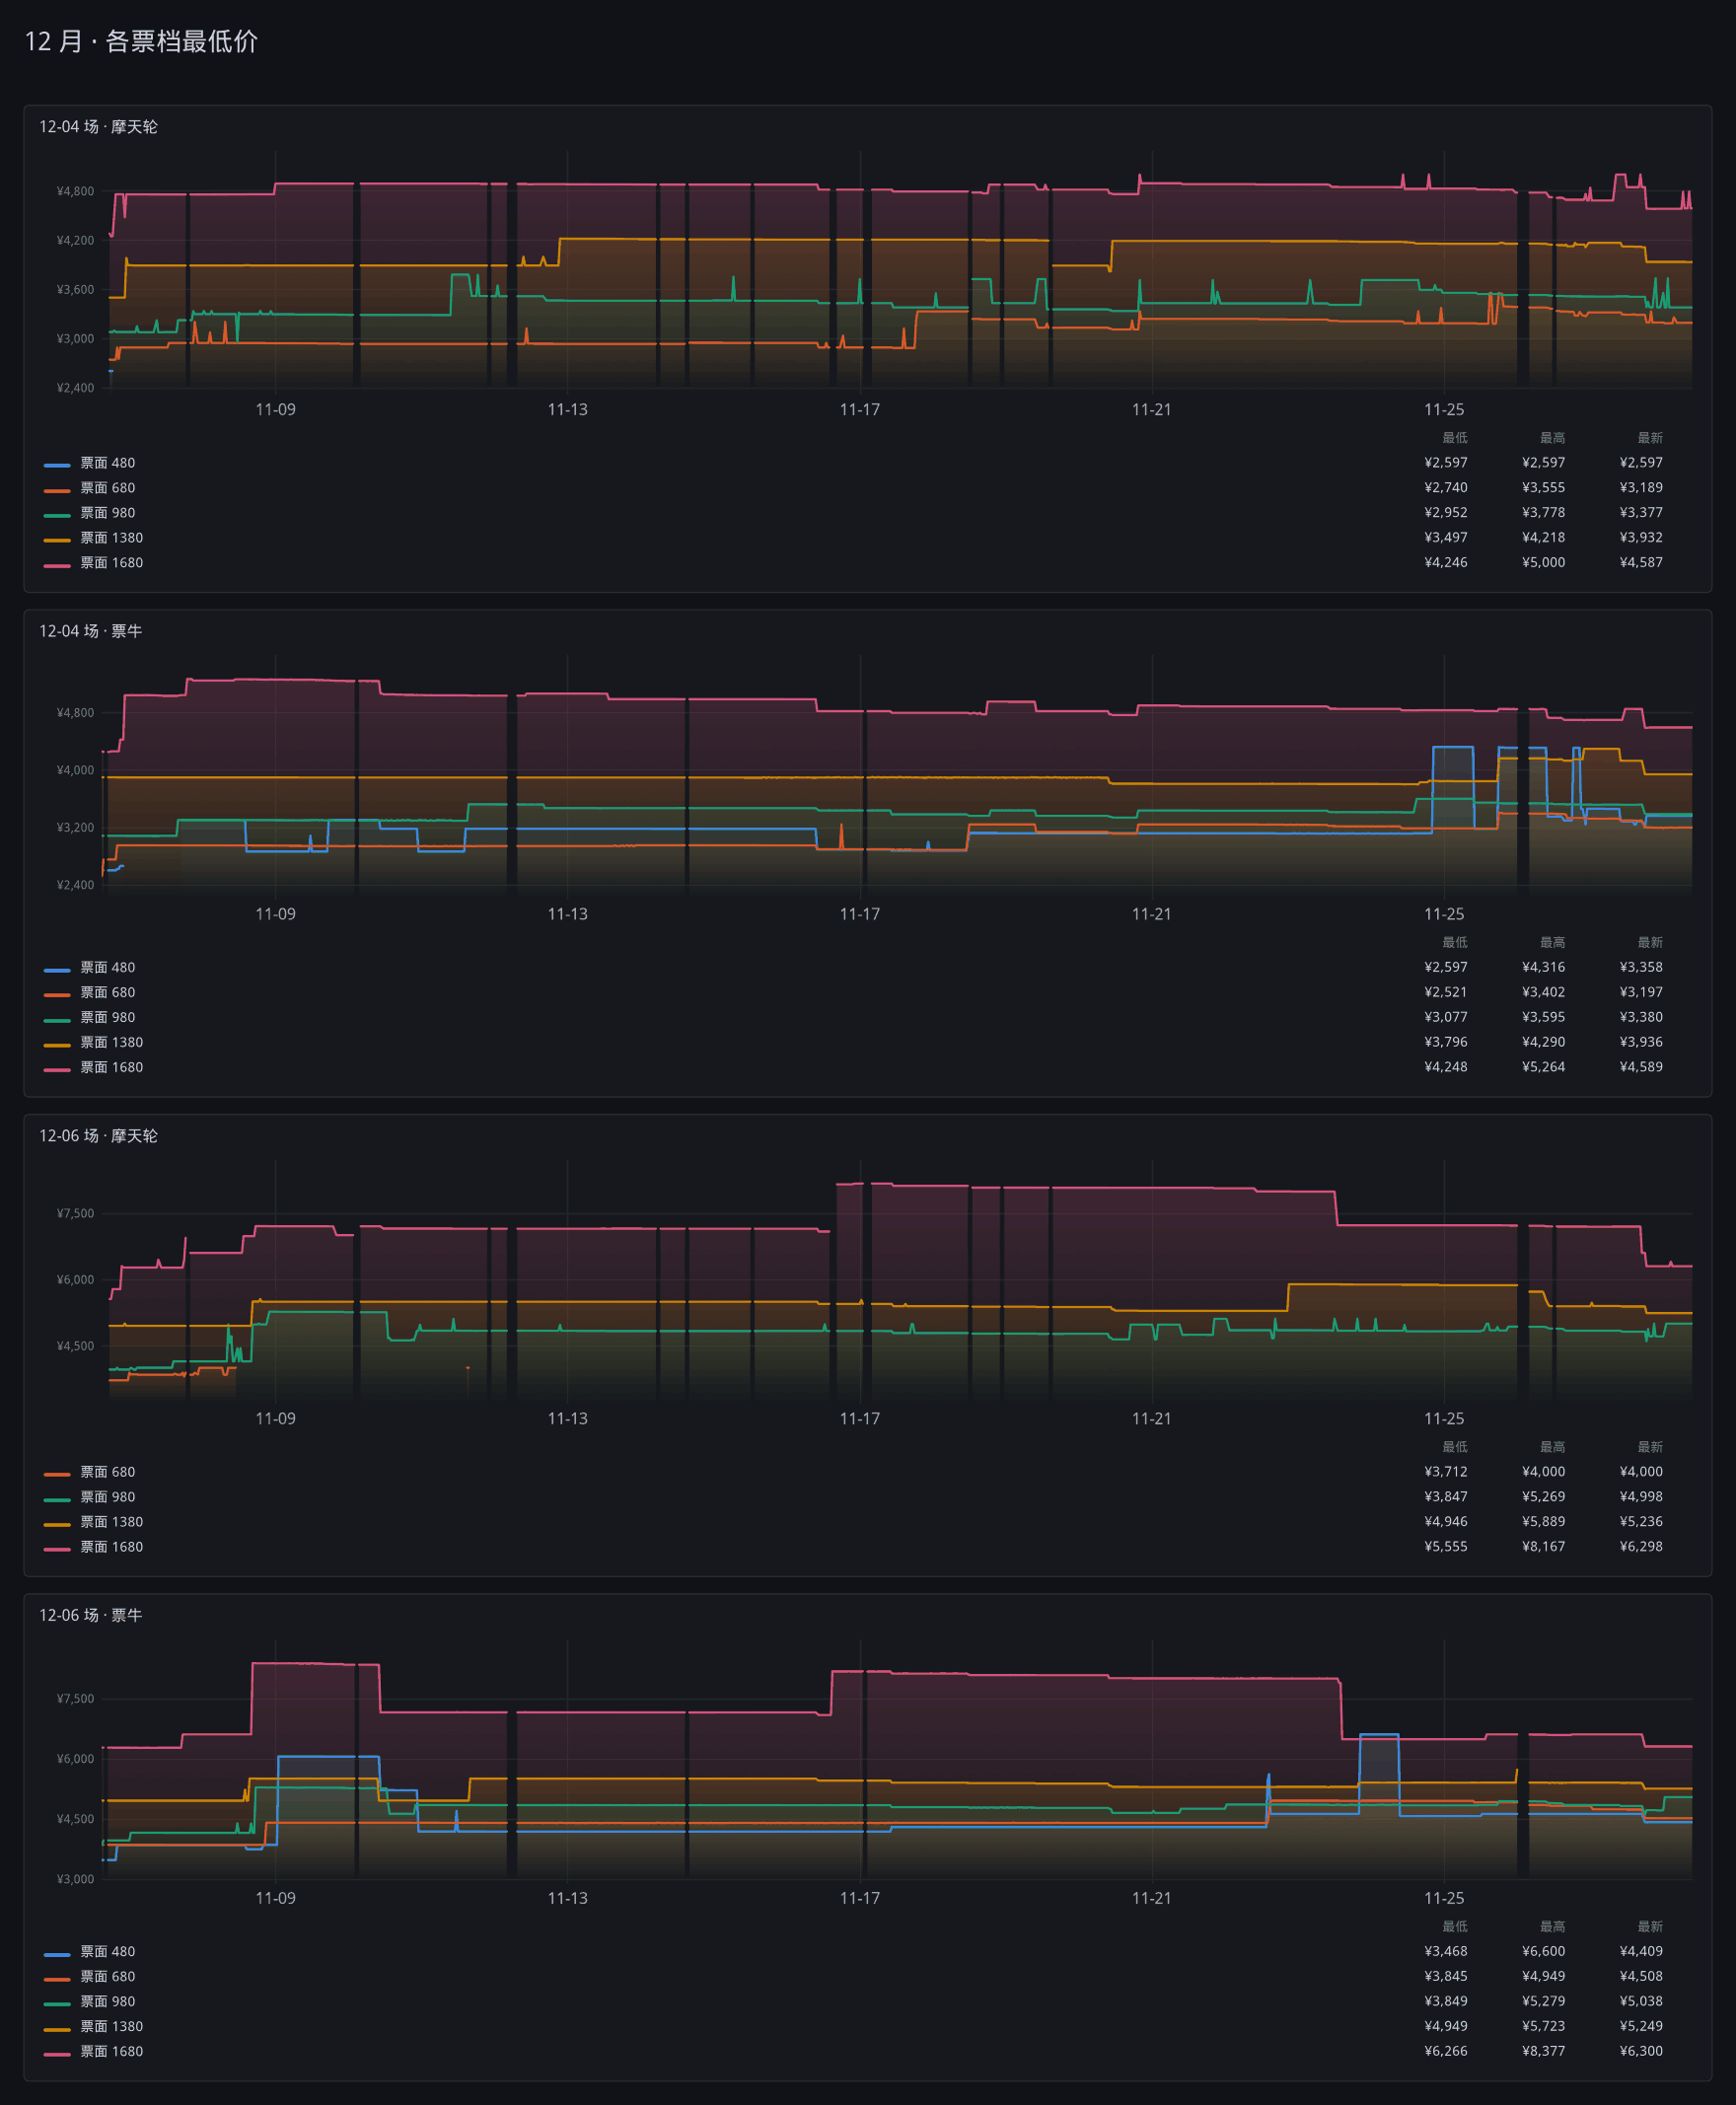 12 月 · 各票档最低价
12-04 场 · 摩天轮
¥4,800
¥4,200
¥3,600
¥3,000
¥2,400
11-09 11-13 11-17 11-21 11-25
最低 最高 最新
票面 480 ¥2,597 ¥2,597 ¥2,597
票面 680 ¥2,740 ¥3,555 ¥3,189
票面 980 ¥2,952 ¥3,778 ¥3,377
票面 1380 ¥3,497 ¥4,218 ¥3,932
票面 1680 ¥4,246 ¥5,000 ¥4,587
12-04 场 · 票牛
¥4,800
¥4,000
¥3,200
¥2,400
11-09 11-13 11-17 11-21 11-25
最低 最高 最新
票面 480 ¥2,597 ¥4,316 ¥3,358
票面 680 ¥2,521 ¥3,402 ¥3,197
票面 980 ¥3,077 ¥3,595 ¥3,380
票面 1380 ¥3,796 ¥4,290 ¥3,936
票面 1680 ¥4,248 ¥5,264 ¥4,589
12-06 场 · 摩天轮
¥7,500
¥6,000
¥4,500
11-09 11-13 11-17 11-21 11-25
最低 最高 最新
票面 680 ¥3,712 ¥4,000 ¥4,000
票面 980 ¥3,847 ¥5,269 ¥4,998
票面 1380 ¥4,946 ¥5,889 ¥5,236
票面 1680 ¥5,555 ¥8,167 ¥6,298
12-06 场 · 票牛
¥7,500
¥6,000
¥4,500
¥3,000
11-09 11-13 11-17 11-21 11-25
最低 最高 最新
票面 480 ¥3,468 ¥6,600 ¥4,409
票面 680 ¥3,845 ¥4,949 ¥4,508
票面 980 ¥3,849 ¥5,279 ¥5,038
票面 1380 ¥4,949 ¥5,723 ¥5,249
票面 1680 ¥6,266 ¥8,377 ¥6,300